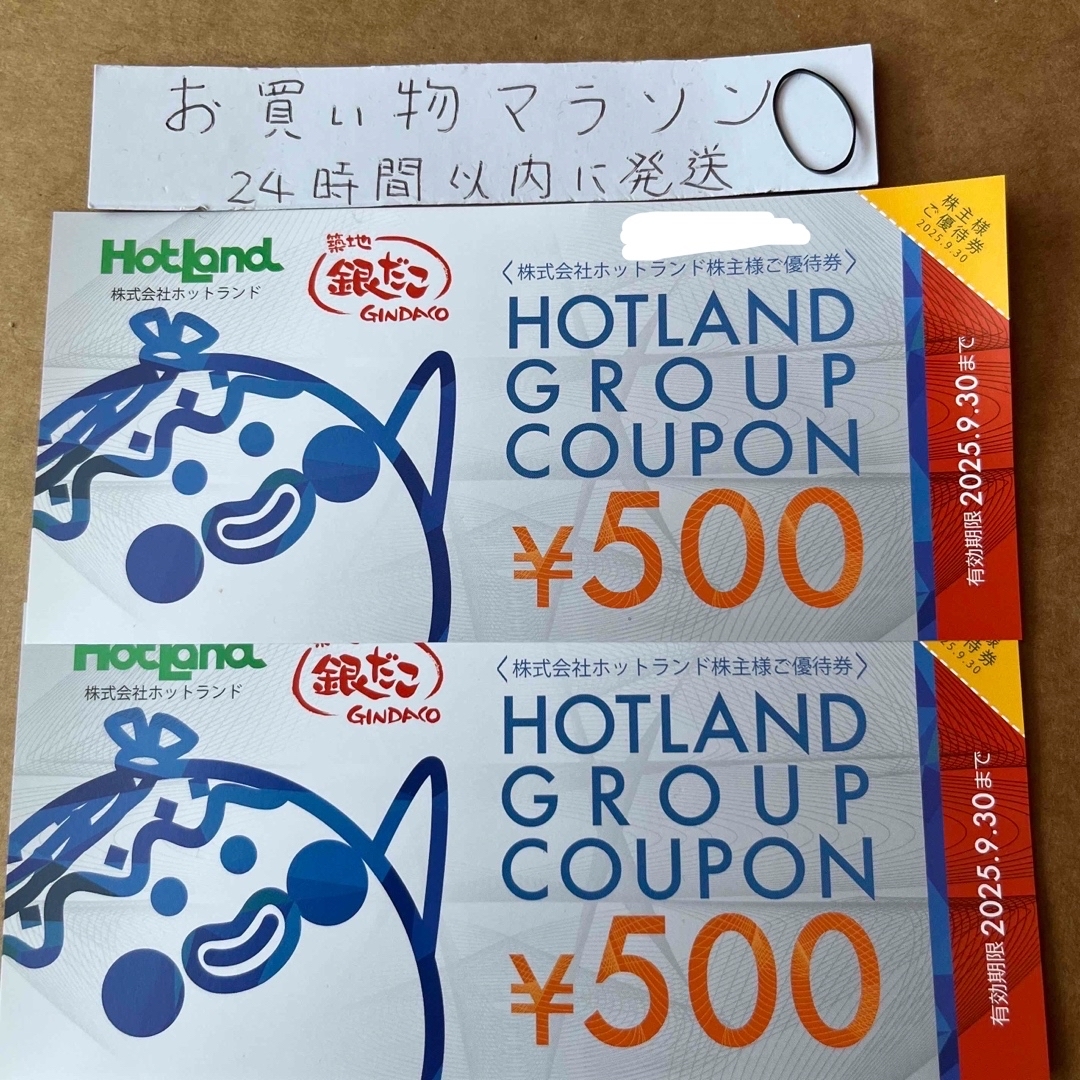 お買い物マラソン
24時間以内に発送
HotLand
株式会社ホットランド
築地
銀だこ
GINDACO
〈株式会社ホットランド株主様ご優待券〉
HOTLAND
GROUP
COUPON
¥500
株主様
ご優待券
2025.9.30
有効期限 2025.9.30まで
HotLand
株式会社ホットランド
銀だこ
GINDACO
〈株式会社ホットランド株主様ご優待券〉
HOTLAND
GROUP
COUPON
¥500
様
待券
5.9.30
有効期限 2025.9.30まで